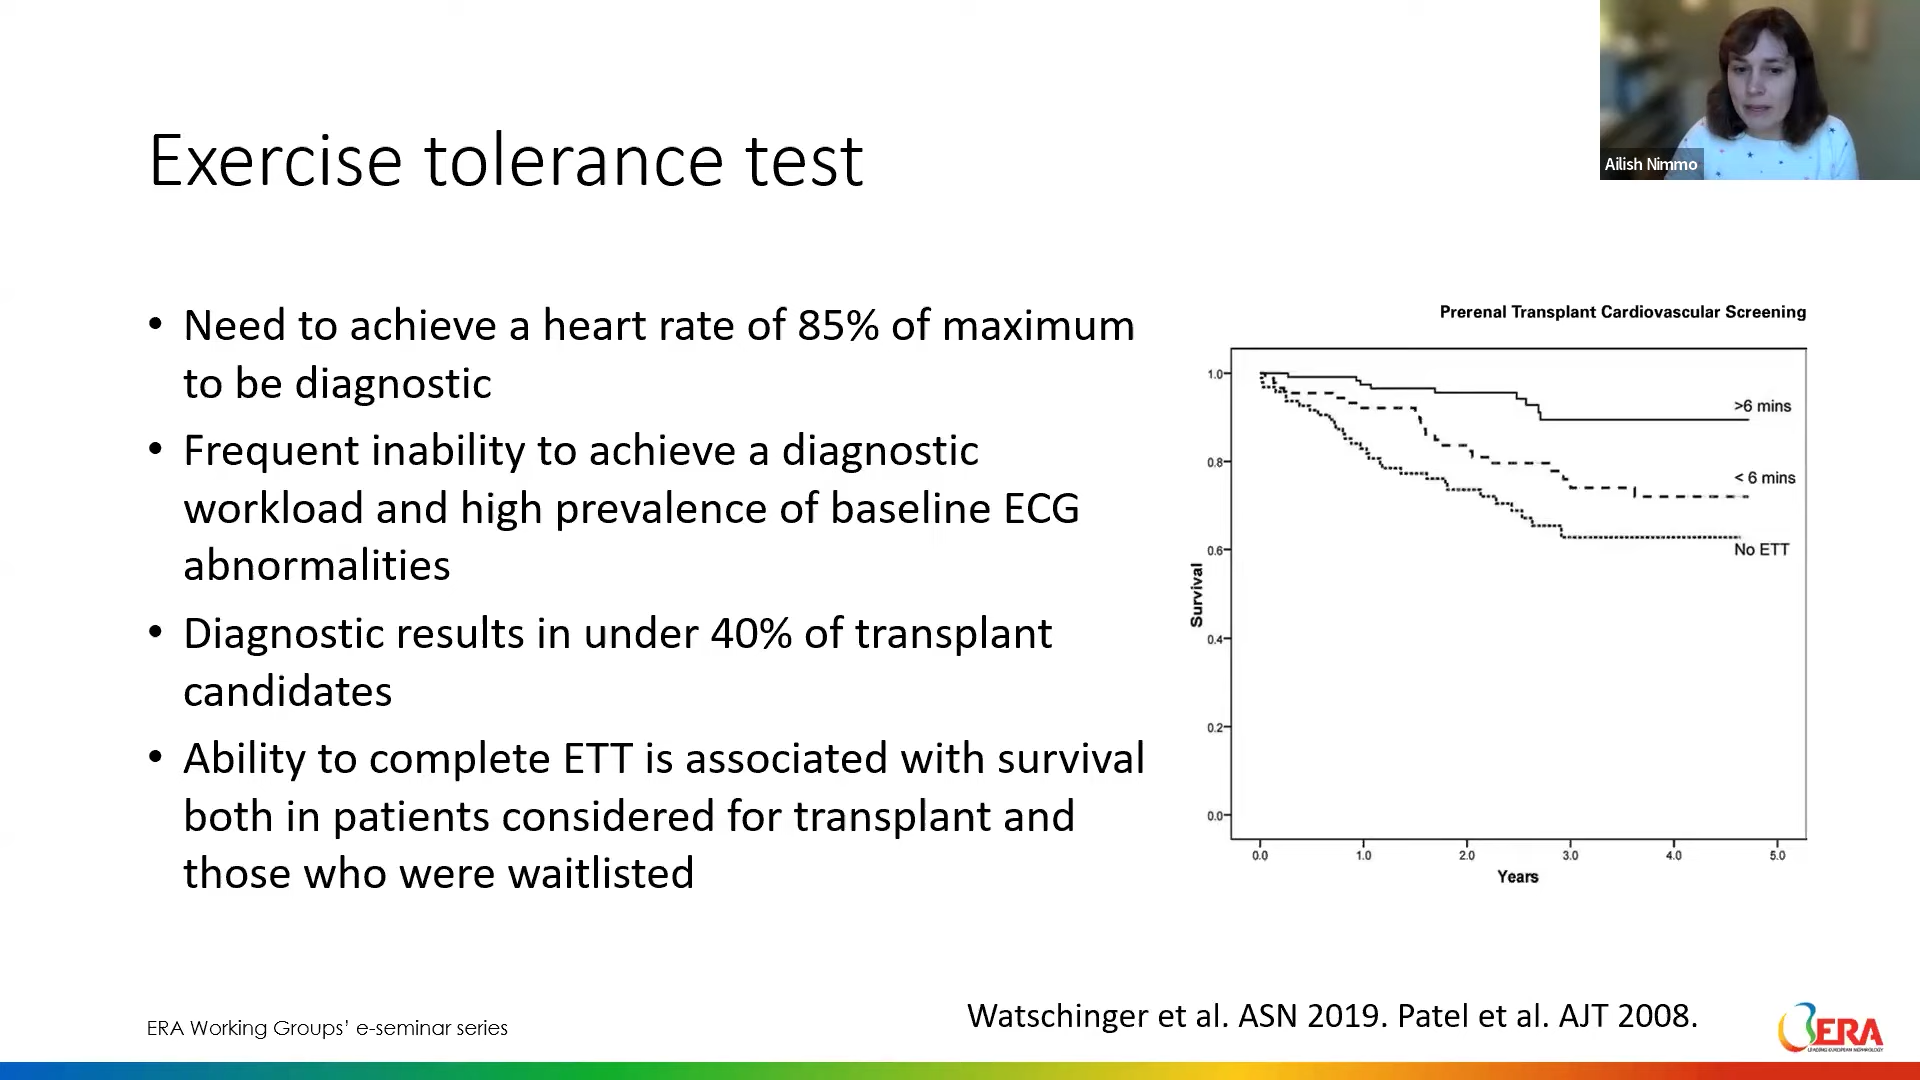 Ailish Nimmo
Exercise tolerance test
• Need to achieve a heart rate of 85% of maximum
to be diagnostic
• Frequent inability to achieve a diagnostic
workload and high prevalence of baseline ECG
abnormalities
• Diagnostic results in under 40% of transplant
candidates
• Ability to complete ETT is associated with survival
both in patients considered for transplant and
those who were waitlisted
Prerenal Transplant Cardiovascular Screening
1.0
0.8
0.6
0.4
0.2
0.0
Survival
>6 mins
< 6 mins
No ETT
0.0 1.0 2.0 3.0 4.0 5.0
Years
Watschinger et al. ASN 2019. Patel et al. AJT 2008.
ERA Working Groups’ e-seminar series
ERA
LEADING EUROPEAN NEPHROLOGY